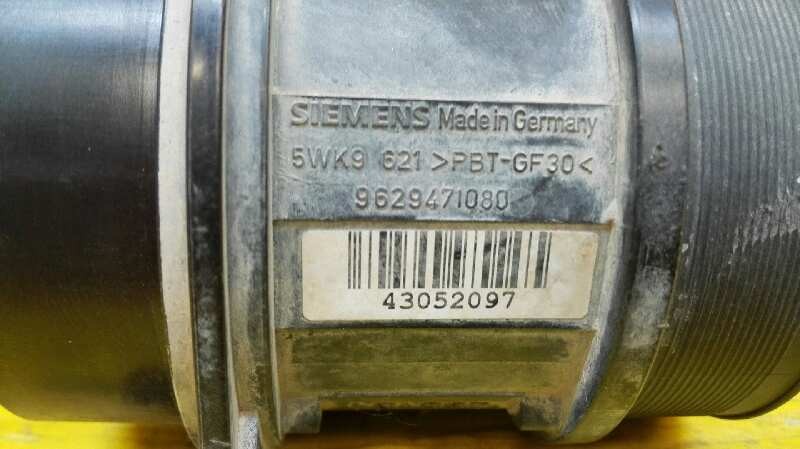 SIEMENS Made in Germany
5WK9 621 >PBT-GF30<
9629471080
43052097